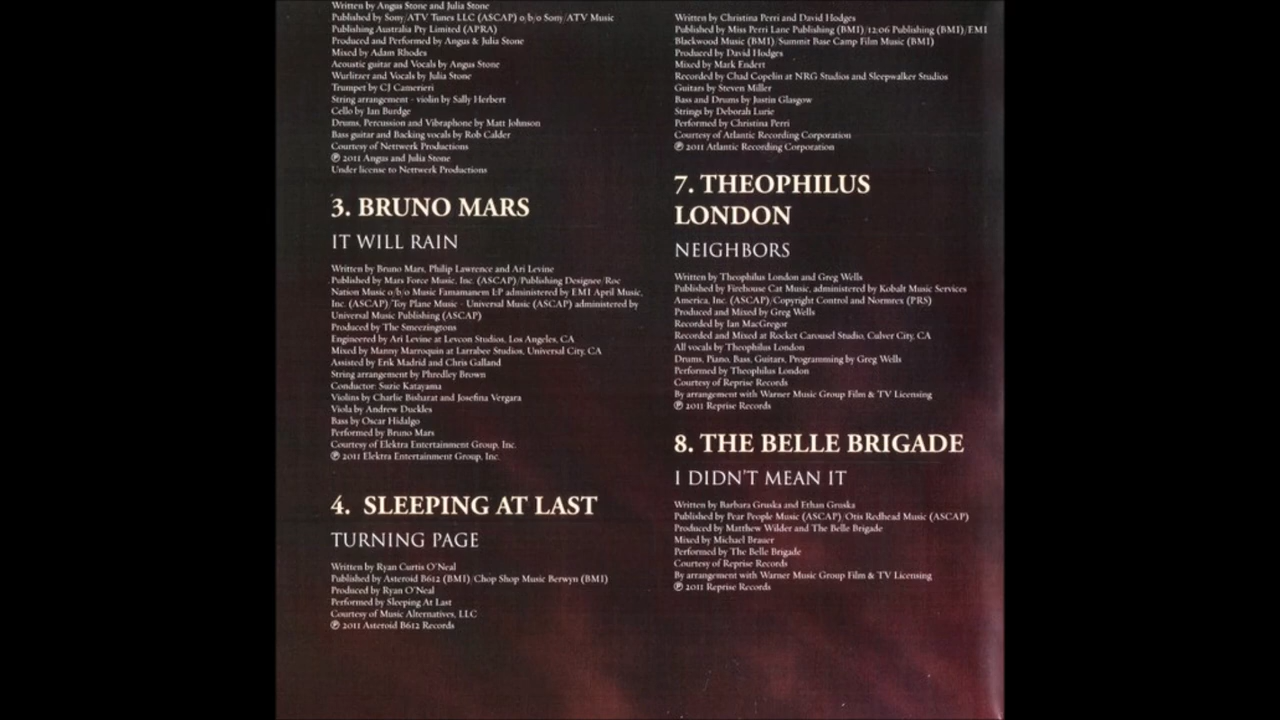 Written by Angus Stone and Julia Stone
Published by Sony/ATV Tunes LLC (ASCAP) o/b/o Sony/ATV Music
Publishing Australia Pty Limited (APRA)
Produced and Performed by Angus & Julia Stone
Mixed by Adam Rhodes
Acoustic guitar and Vocals by Angus Stone
Wurlitzer and Vocals by Julia Stone
Trumpet by CJ Camerieri
String arrangement - violin by Sally Herbert
Cello by Ian Burdge
Drums, Percussion and Vibraphone by Matt Johnson
Bass guitar and Backing vocals by Rob Calder
Courtesy of Nettwerk Productions
℗ 2011 Angus and Julia Stone
Under license to Nettwerk Productions
3. BRUNO MARS
IT WILL RAIN
Written by Bruno Mars, Philip Lawrence and Ari Levine
Published by Mars Force Music, Inc. (ASCAP)/Publishing Designee/Roc
Nation Music o/b/o Music Famamanem LP administered by EMI April Music,
Inc. (ASCAP)/Toy Plane Music - Universal Music (ASCAP) administered by
Universal Music Publishing (ASCAP)
Produced by The Smeezingtons
Engineered by Ari Levine at Levcon Studios, Los Angeles, CA
Mixed by Manny Marroquin at Larrabee Studios, Universal City, CA
Assisted by Erik Madrid and Chris Galland
String arrangement by Phredley Brown
Conductor: Suzie Katayama
Violins by Charlie Bisharat and Josefina Vergara
Viola by Andrew Duckles
Bass by Oscar Hidalgo
Performed by Bruno Mars
Courtesy of Elektra Entertainment Group, Inc.
℗ 2011 Elektra Entertainment Group, Inc.
4. SLEEPING AT LAST
TURNING PAGE
Written by Ryan Curtis O'Neal
Published by Asteroid B612 (BMI)/Chop Shop Music Berwyn (BMI)
Produced by Ryan O'Neal
Performed by Sleeping At Last
Courtesy of Music Alternatives, LLC
℗ 2011 Asteroid B612 Records
Written by Christina Perri and David Hodges
Published by Miss Perri Lane Publishing (BMI)/12:06 Publishing (BMI)/EMI
Blackwood Music (BMI)/Summit Base Camp Film Music (BMI)
Produced by David Hodges
Mixed by Mark Endert
Recorded by Chad Copelin at NRG Studios and Sleepwalker Studios
Guitars by Steven Miller
Bass and Drums by Justin Glasgow
Strings by Deborah Lurie
Performed by Christina Perri
Courtesy of Atlantic Recording Corporation
℗ 2011 Atlantic Recording Corporation
7. THEOPHILUS
LONDON
NEIGHBORS
Written by Theophilus London and Greg Wells
Published by Firehouse Cat Music, administered by Kobalt Music Services
America, Inc. (ASCAP)/Copyright Control and Normrex (PRS)
Produced and Mixed by Greg Wells
Recorded by Ian MacGregor
Recorded and Mixed at Rocket Carousel Studio, Culver City, CA
All vocals by Theophilus London
Drums, Piano, Bass, Guitars, Programming by Greg Wells
Performed by Theophilus London
Courtesy of Reprise Records
By arrangement with Warner Music Group Film & TV Licensing
℗ 2011 Reprise Records
8. THE BELLE BRIGADE
I DIDN'T MEAN IT
Written by Barbara Gruska and Ethan Gruska
Published by Pear People Music (ASCAP)/Otis Redhead Music (ASCAP)
Produced by Matthew Wilder and The Belle Brigade
Mixed by Michael Brauer
Performed by The Belle Brigade
Courtesy of Reprise Records
By arrangement with Warner Music Group Film & TV Licensing
℗ 2011 Reprise Records